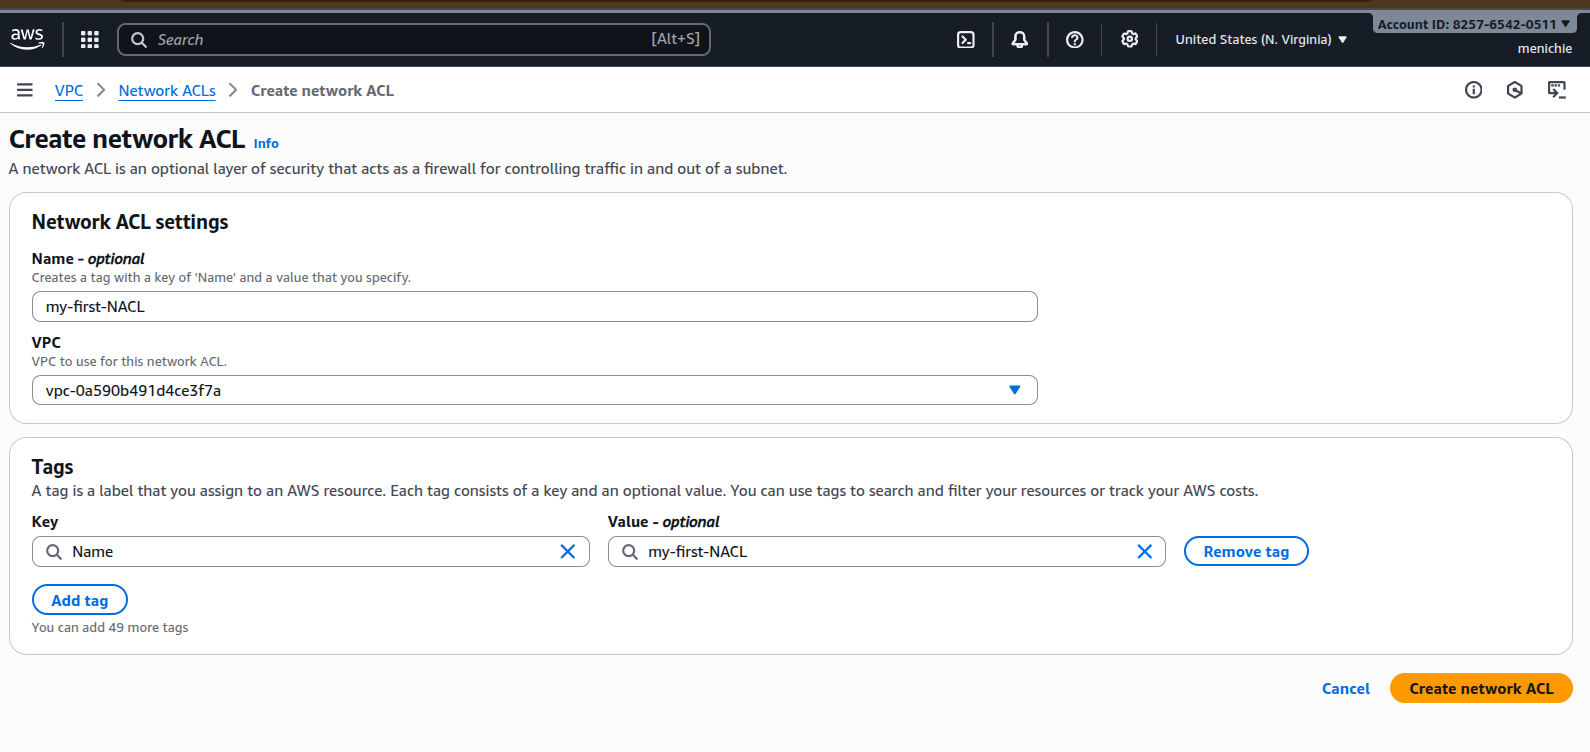 aws
Search [Alt+S]
United States (N. Virginia)
Account ID: 8257-6542-0511
menichie
VPC > Network ACLs > Create network ACL
Create network ACL Info
A network ACL is an optional layer of security that acts as a firewall for controlling traffic in and out of a subnet.
Network ACL settings
Name - optional
Creates a tag with a key of 'Name' and a value that you specify.
my-first-NACL
VPC
VPC to use for this network ACL.
vpc-0a590b491d4ce3f7a
Tags
A tag is a label that you assign to an AWS resource. Each tag consists of a key and an optional value. You can use tags to search and filter your resources or track your AWS costs.
Key Value - optional
Name my-first-NACL Remove tag
Add tag
You can add 49 more tags
Cancel Create network ACL